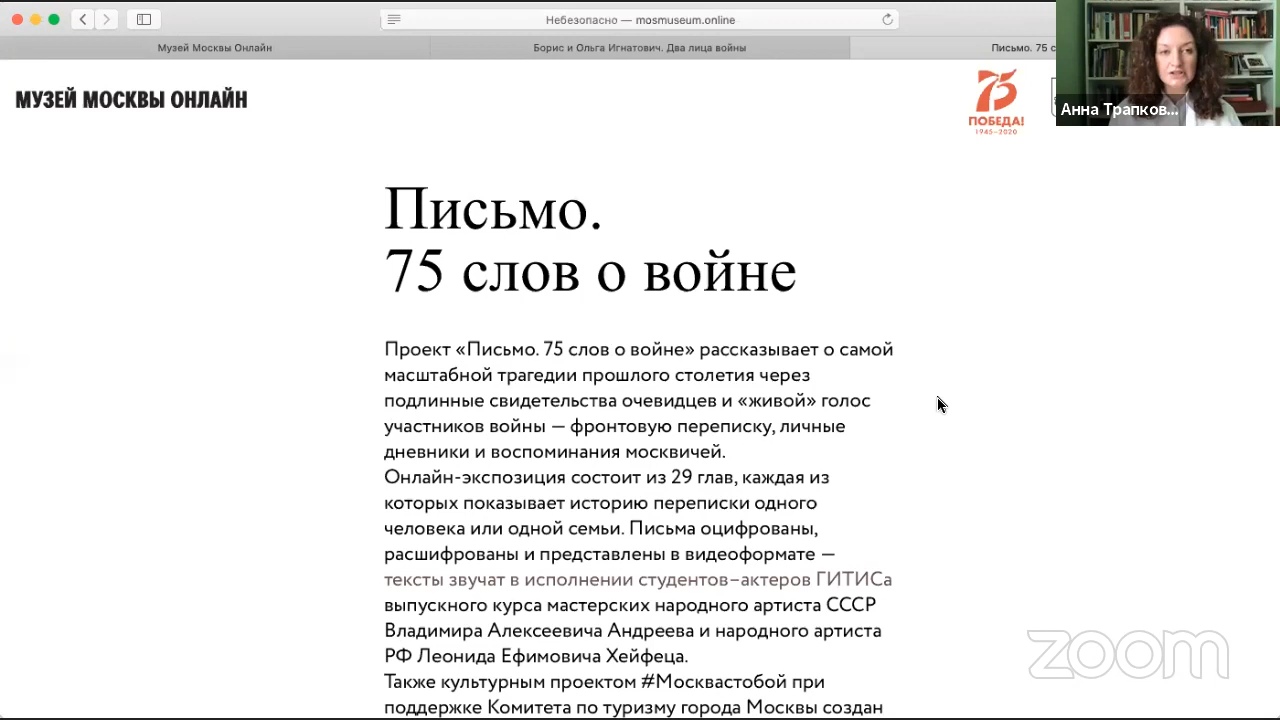 Небезопасно — mosmuseum.online
Музей Москвы Онлайн
Борис и Ольга Игнатович. Два лица войны
Письмо. 75 с
МУЗЕЙ МОСКВЫ ОНЛАЙН
75
ПОБЕДА!
1945–2020
Анна Трапков...
Письмо.
75 слов о войне
Проект «Письмо. 75 слов о войне» рассказывает о самой
масштабной трагедии прошлого столетия через
подлинные свидетельства очевидцев и «живой» голос
участников войны — фронтовую переписку, личные
дневники и воспоминания москвичей.
Онлайн-экспозиция состоит из 29 глав, каждая из
которых показывает историю переписки одного
человека или одной семьи. Письма оцифрованы,
расшифрованы и представлены в видеоформате —
тексты звучат в исполнении студентов–актеров ГИТИСа
выпускного курса мастерских народного артиста СССР
Владимира Алексеевича Андреева и народного артиста
РФ Леонида Ефимовича Хейфеца.
Также культурным проектом #Москвастобой при
поддержке Комитета по туризму города Москвы создан
zoom